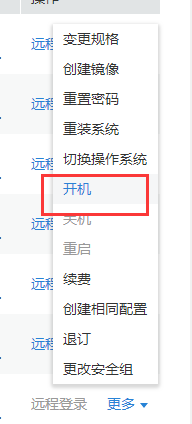 操作
远程
变更规格
创建镜像
远程
重置密码
重装系统
远程
切换操作系统
远程
开机
关机
远程
重启
续费
远程
创建相同配置
退订
远程
更改安全组
远程登录 更多